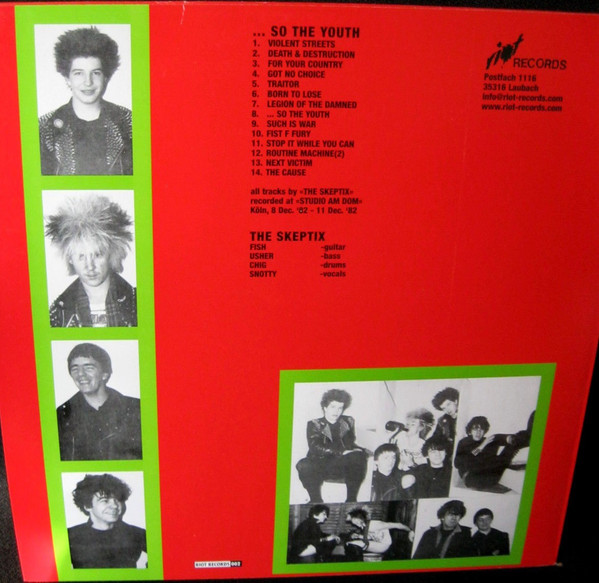 ... SO THE YOUTH
1. VIOLENT STREETS
2. DEATH & DESTRUCTION
3. FOR YOUR COUNTRY
4. GOT NO CHOICE
5. TRAITOR
6. BORN TO LOSE
7. LEGION OF THE DAMNED
8. ... SO THE YOUTH
9. SUCH IS WAR
10. FIST F FURY
11. STOP IT WHILE YOU CAN
12. ROUTINE MACHINE(2)
13. NEXT VICTIM
14. THE CAUSE
all tracks by «THE SKEPTIX»
recorded at «STUDIO AM DOM»
Köln, 8 Dec. '82 - 11 Dec. '82
THE SKEPTIX
FISH -guitar
USHER -bass
CHIG -drums
SNOTTY -vocals
riot RECORDS
Postfach 1116
35316 Laubach
info@riot-records.com
www.riot-records.com
RIOT RECORDS 003